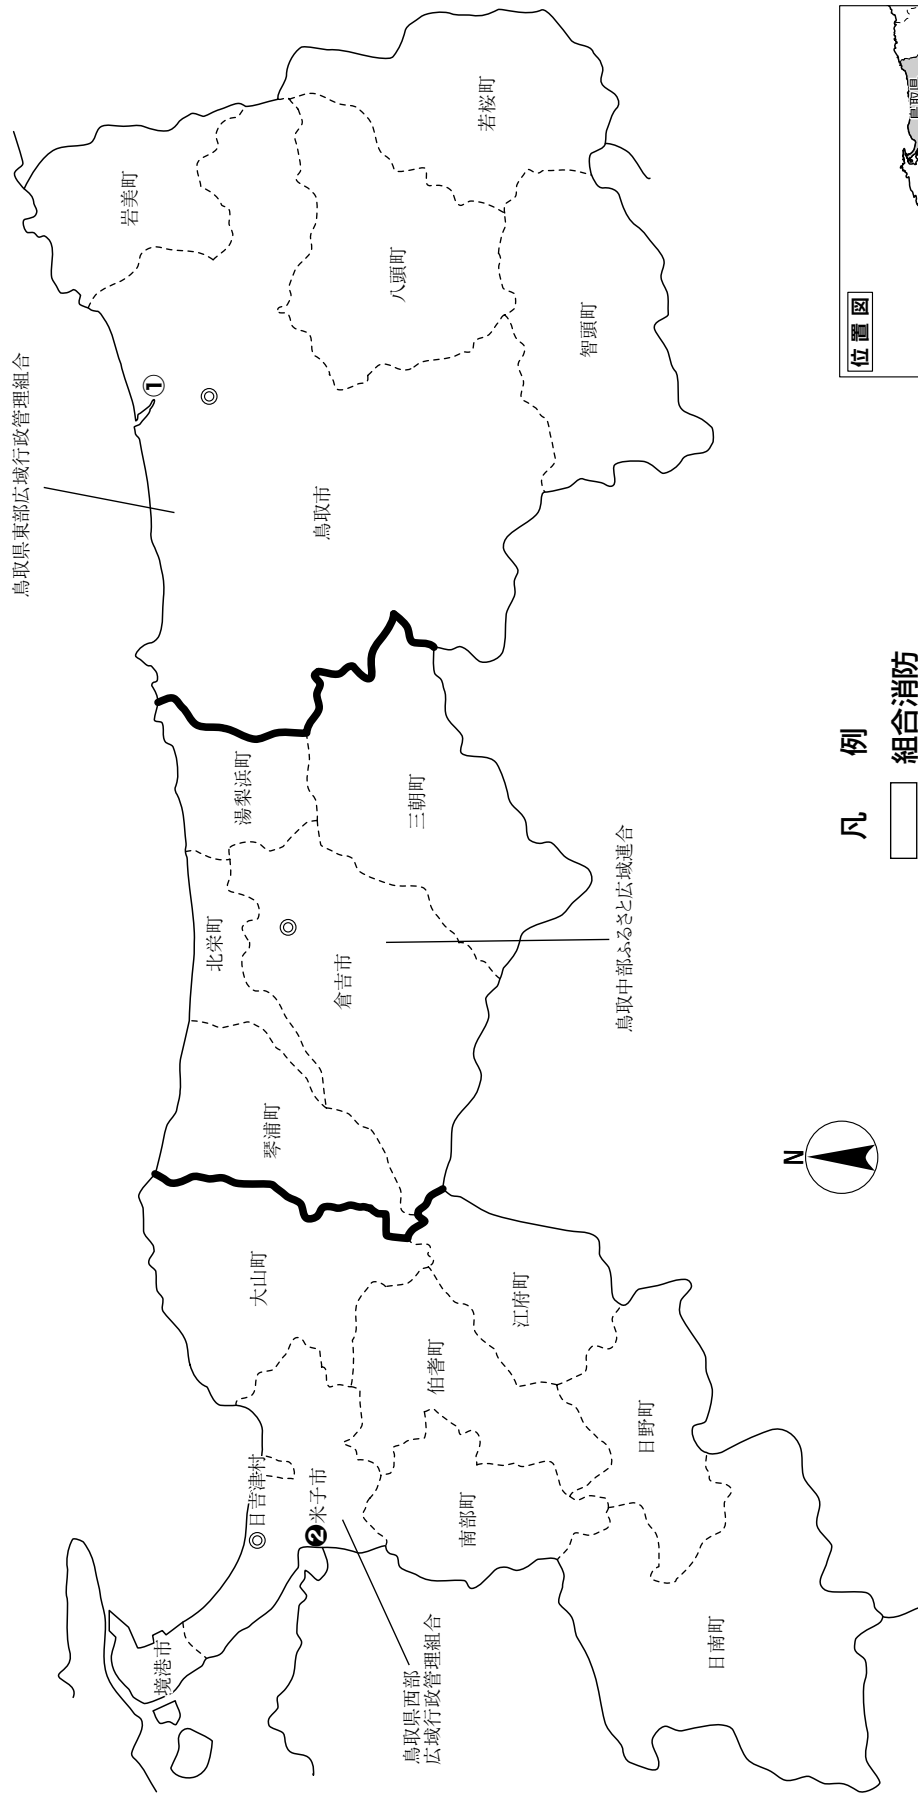 鳥取県東部広域行政管理組合
岩美町
①
若桜町
八頭町
智頭町
鳥取市
湯梨浜町
三朝町
北栄町
倉吉市
琴浦町
鳥取中部ふるさと広域連合
大山町
江府町
伯耆町
日野町
日吉津村
❷米子市
南部町
境港市
日南町
鳥取県西部
広域行政管理組合
N
凡 例
組合消防
位置図
鳥取県